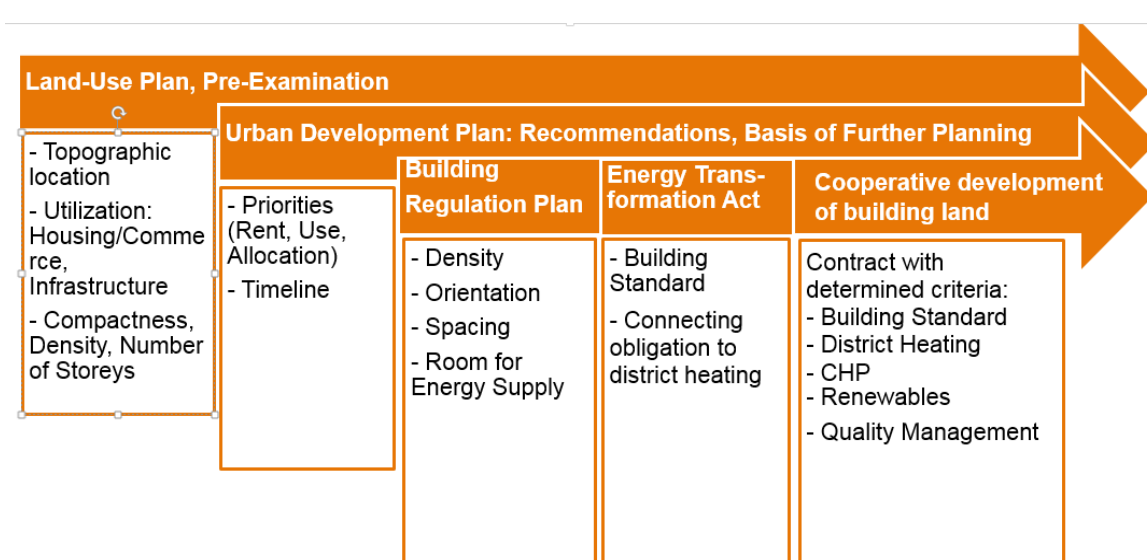 Land-Use Plan, Pre-Examination
Urban Development Plan: Recommendations, Basis of Further Planning
- Topographic
location
- Utilization:
Housing/Comme
rce,
Infrastructure
- Compactness,
Density, Number
of Storeys
- Priorities
(Rent, Use,
Allocation)
- Timeline
Building
Regulation Plan
- Density
- Orientation
- Spacing
- Room for
Energy Supply
Energy Trans-
formation Act
- Building
Standard
- Connecting
obligation to
district heating
Cooperative development
of building land
Contract with
determined criteria:
- Building Standard
- District Heating
- CHP
- Renewables
- Quality Management